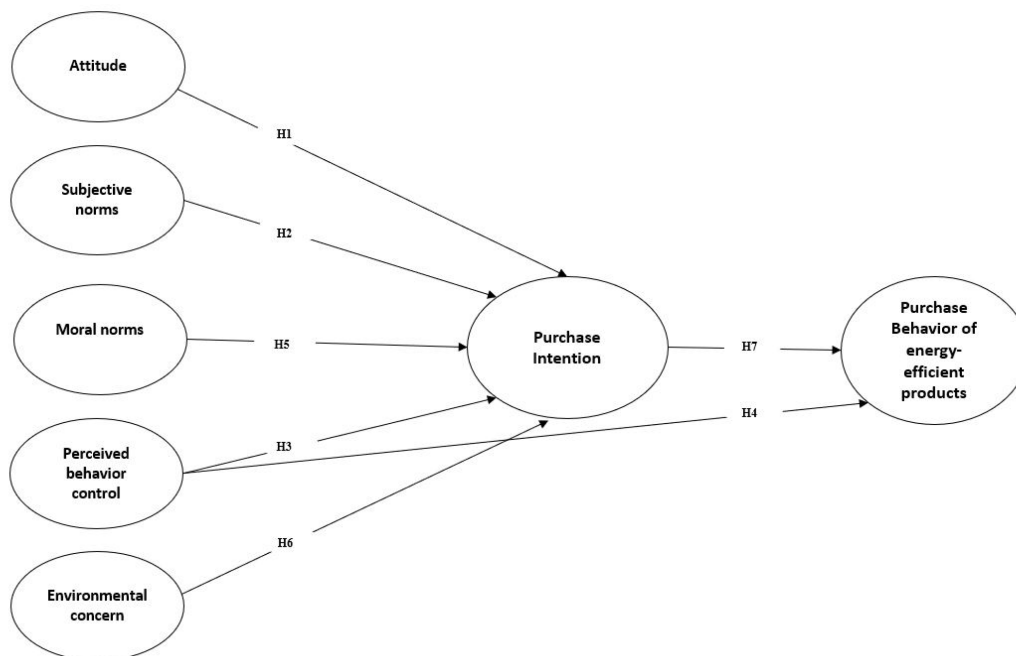 Attitude
H1
Subjective
norms
H2
Moral norms
H5
Purchase
Intention
H7
Purchase
Behavior of
energy-
efficient
products
H4
Perceived
behavior
control
H3
H6
Environmental
concern